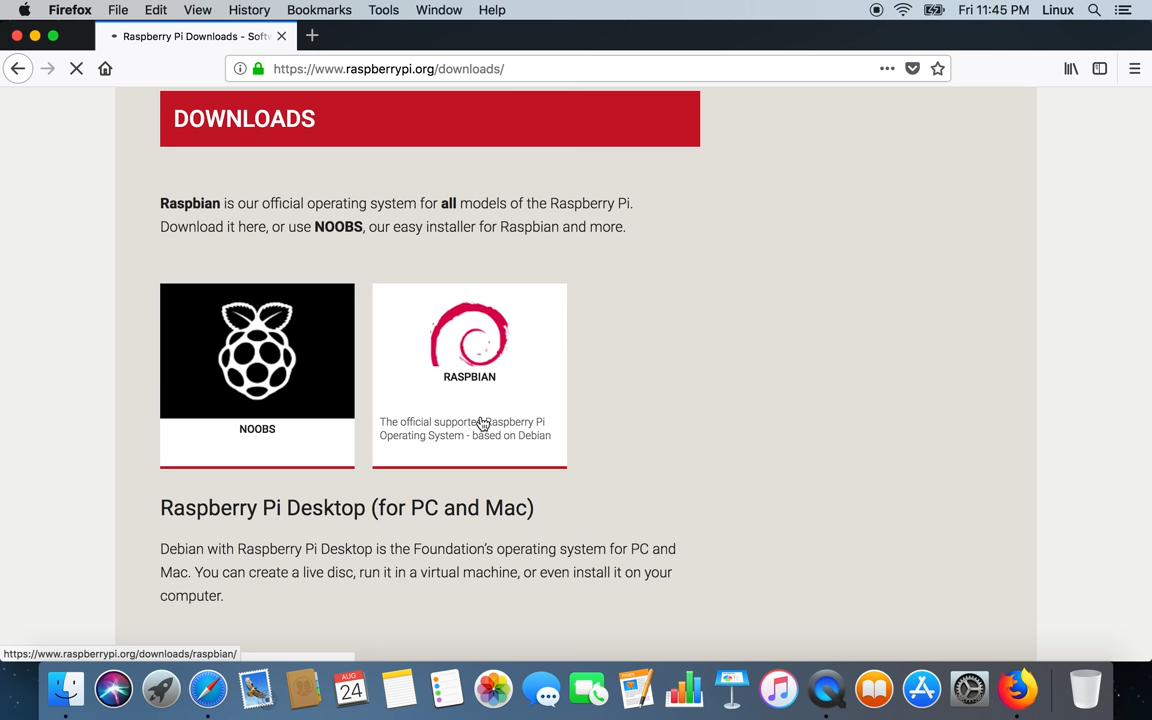 Firefox File Edit View History Bookmarks Tools Window Help Fri 11:45 PM Linux
Raspberry Pi Downloads - Softv
https://www.raspberrypi.org/downloads/
DOWNLOADS
Raspbian is our official operating system for all models of the Raspberry Pi.
Download it here, or use NOOBS, our easy installer for Raspbian and more.
NOOBS
RASPBIAN
The official supported Raspberry Pi
Operating System - based on Debian
Raspberry Pi Desktop (for PC and Mac)
Debian with Raspberry Pi Desktop is the Foundation’s operating system for PC and
Mac. You can create a live disc, run it in a virtual machine, or even install it on your
computer.
https://www.raspberrypi.org/downloads/raspbian/
AUG
24